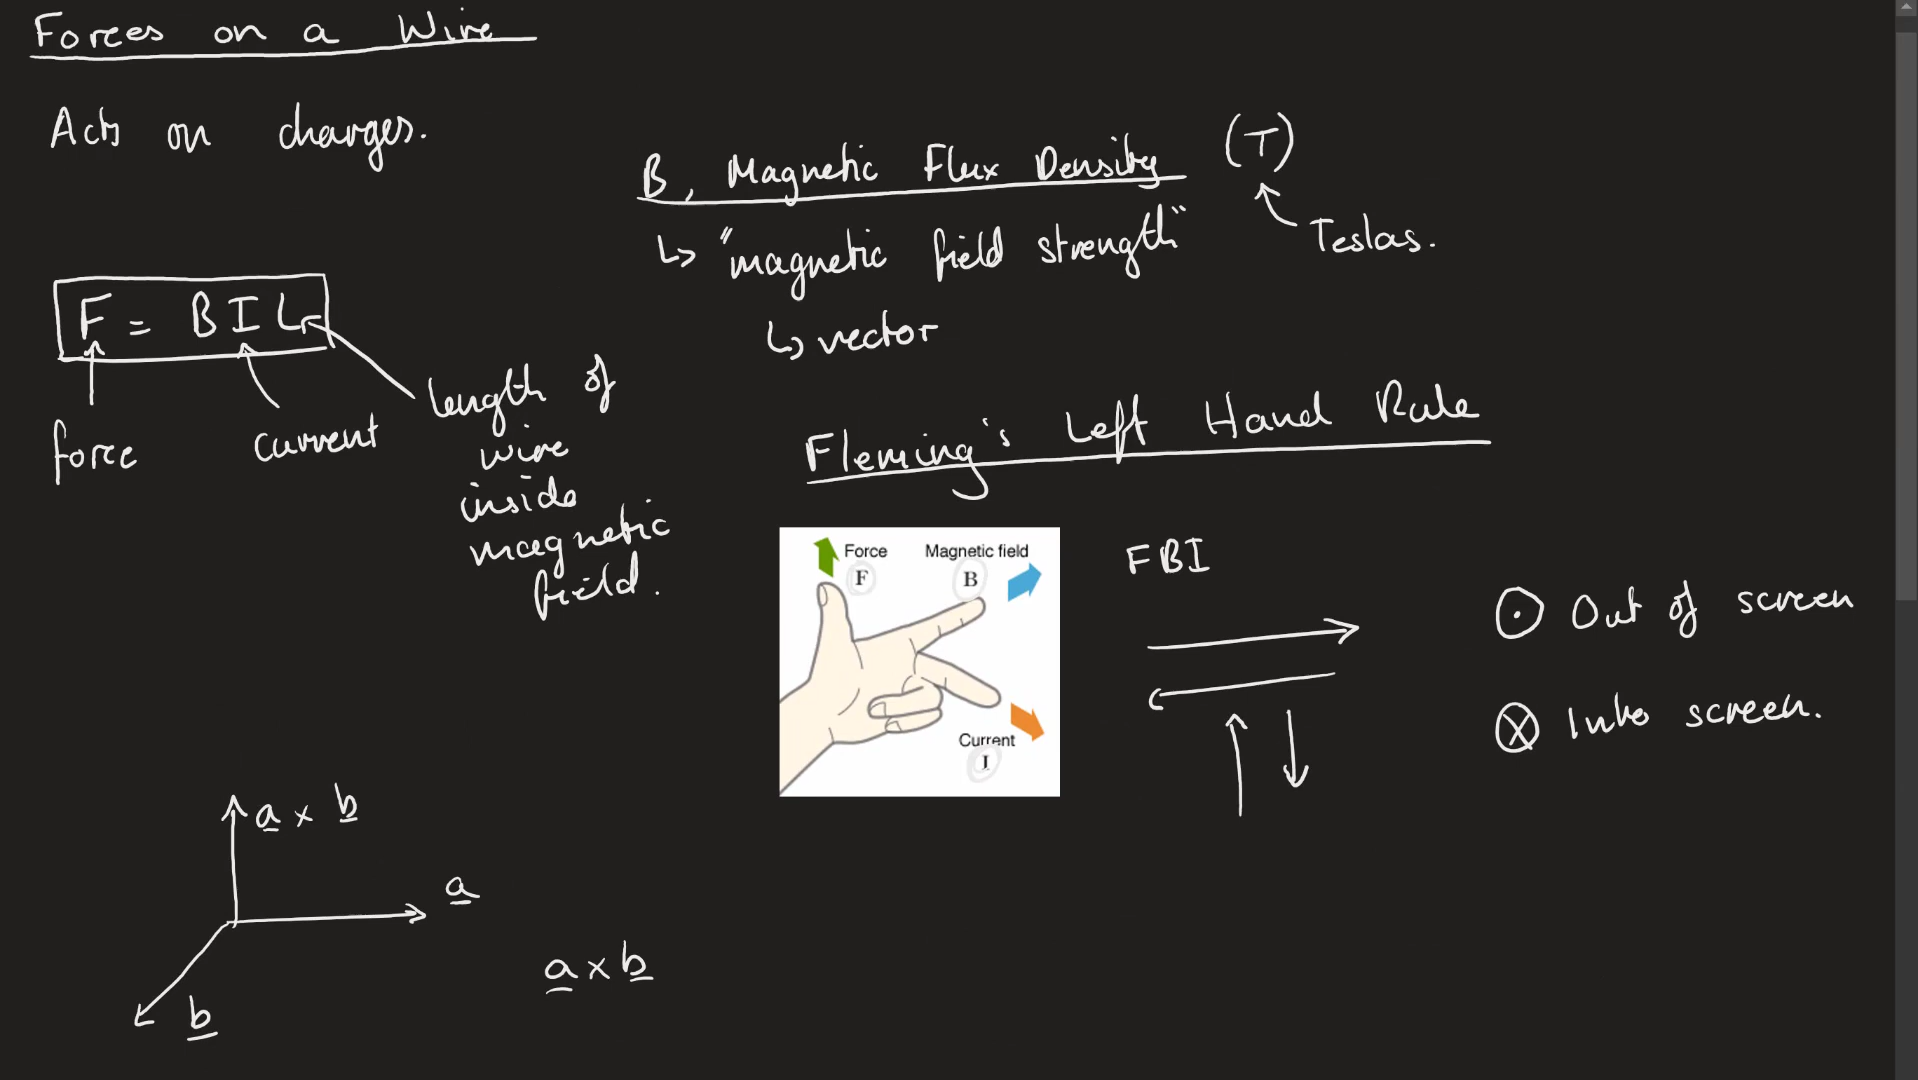 Forces on a Wire
Acts on charges.
B, Magnetic Flux Density (T)
↳ "magnetic field strength"
Teslas.
↳ vector
F = BIL
force
current
length of
wire
inside
magnetic
field.
Fleming's Left Hand Rule
Force
F
Magnetic field
B
Current
I
FBI
Out of screen
Into screen.
a × b
a
b
a × b